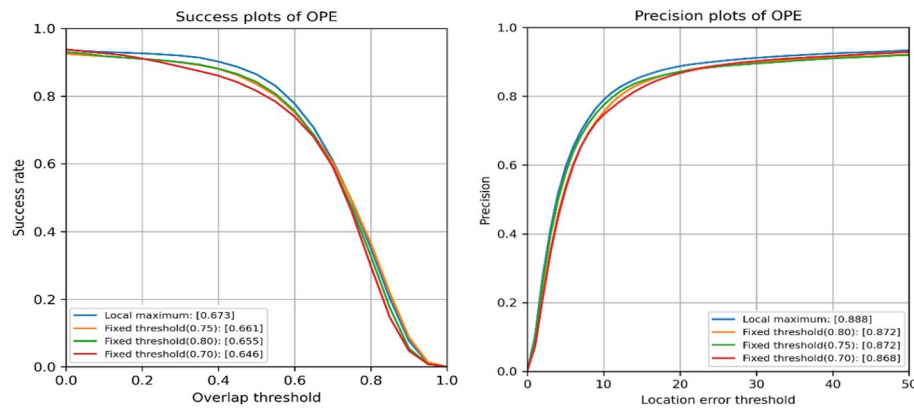 Success plots of OPE
1.0
0.8
0.6
0.4
0.2
0.0
Success rate
0.0 0.2 0.4 0.6 0.8 1.0
Overlap threshold
Local maximum: [0.673]
Fixed threshold(0.75): [0.661]
Fixed threshold(0.80): [0.655]
Fixed threshold(0.70): [0.646]
Precision plots of OPE
1.0
0.8
0.6
0.4
0.2
0.0
Precision
0 10 20 30 40 50
Location error threshold
Local maximum: [0.888]
Fixed threshold(0.80): [0.872]
Fixed threshold(0.75): [0.872]
Fixed threshold(0.70): [0.868]